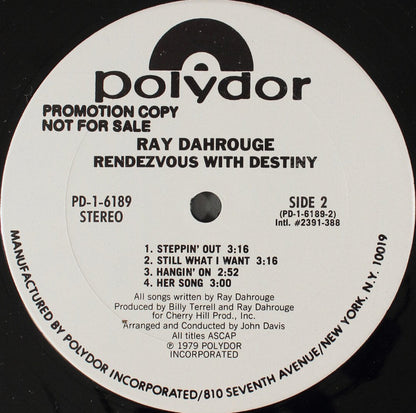 polydor
PROMOTION COPY
NOT FOR SALE
RAY DAHROUGE
RENDEZVOUS WITH DESTINY
PD-1-6189
STEREO
SIDE 2
(PD-1-6189-2)
Intl. #2391-388
1. STEPPIN' OUT 3:16
2. STILL WHAT I WANT 3:16
3. HANGIN' ON 2:52
4. HER SONG 3:00
All songs written by Ray Dahrouge
Produced by Billy Terrell and Ray Dahrouge
for Cherry Hill Prod., Inc.
Arranged and Conducted by John Davis
All titles ASCAP
℗ 1979 POLYDOR
INCORPORATED
MANUFACTURED BY POLYDOR INCORPORATED/810 SEVENTH AVENUE/NEW YORK, N.Y. 10019